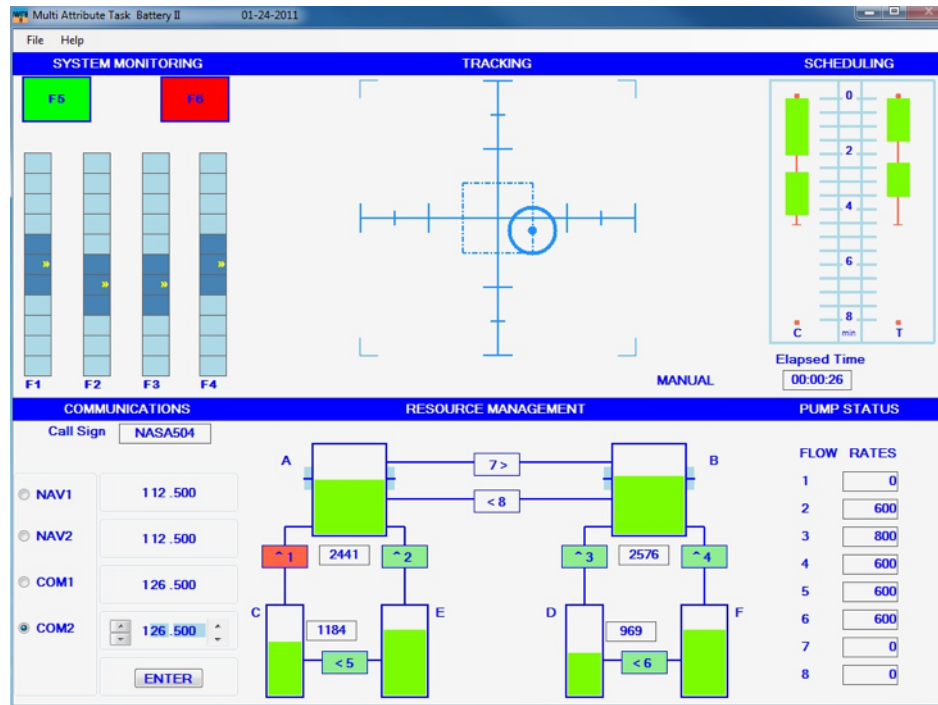 Multi Attribute Task Battery II 01-24-2011
File Help
SYSTEM MONITORING
F5 F6
F1 F2 F3 F4
TRACKING
MANUAL
SCHEDULING
0
2
4
6
8
C min T
Elapsed Time
00:00:26
COMMUNICATIONS
Call Sign NASA504
NAV1 112.500
NAV2 112.500
COM1 126.500
COM2 126.500
ENTER
RESOURCE MANAGEMENT
A 7 > B
< 8
^ 1 2441 ^ 2 ^ 3 2576 ^ 4
C E D F
1184 969
< 5 < 6
PUMP STATUS
FLOW RATES
1 0
2 600
3 800
4 600
5 600
6 600
7 0
8 0